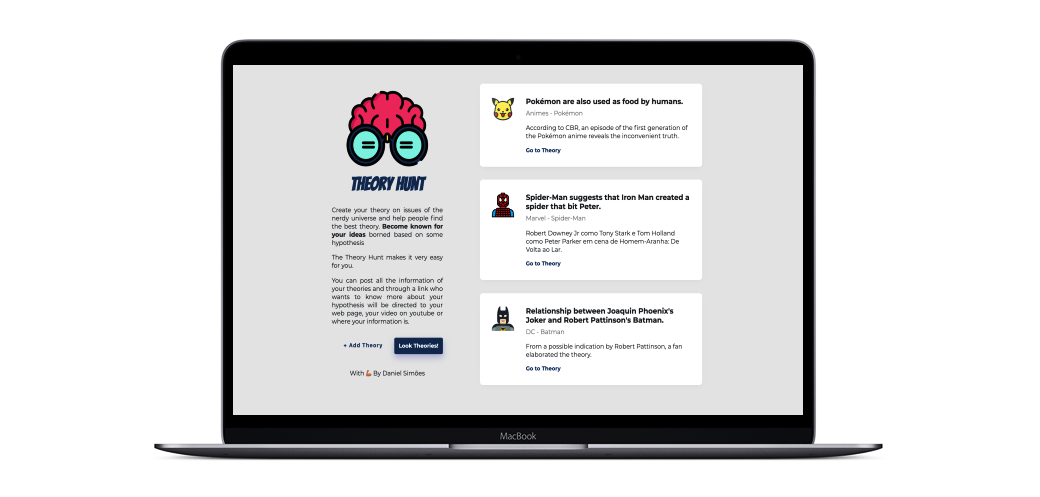 THEORY HUNT
Create your theory on issues of the
nerdy universe and help people find
the best theory. Become known for
your ideas borned based on some
hypothesis.
The Theory Hunt makes it very easy
for you.
You can post all the information of
your theories and through a link who
wants to know more about your
hypothesis will be directed to your
web page, your video on youtube or
where your information is.
+ Add Theory
Look Theories!
With 💪🏾 By Daniel Simões
Pokémon are also used as food by humans.
Animes - Pokémon
According to CBR, an episode of the first generation of
the Pokémon anime reveals the inconvenient truth.
Go to Theory
Spider-Man suggests that Iron Man created a
spider that bit Peter.
Marvel - Spider-Man
Robert Downey Jr como Tony Stark e Tom Holland
como Peter Parker em cena de Homem-Aranha: De
Volta ao Lar.
Go to Theory
Relationship between Joaquin Phoenix's
Joker and Robert Pattinson's Batman.
DC - Batman
From a possible indication by Robert Pattinson, a fan
elaborated the theory.
Go to Theory
MacBook